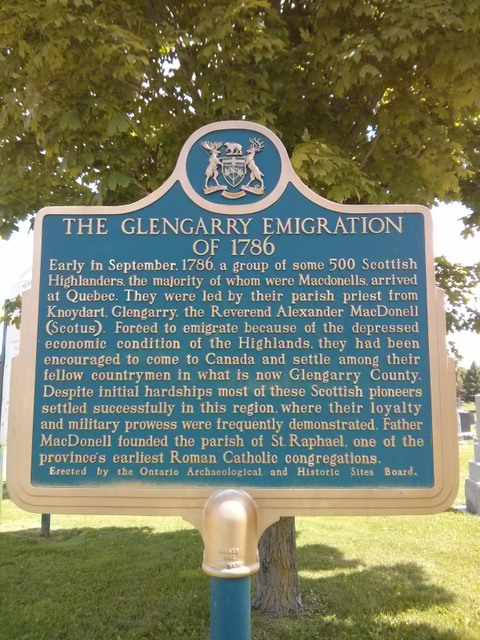 THE GLENGARRY EMIGRATION
OF 1786
Early in September, 1786, a group of some 500 Scottish
Highlanders, the majority of whom were Macdonells, arrived
at Quebec. They were led by their parish priest from
Knoydart, Glengarry, the Reverend Alexander MacDonell
(Scotus). Forced to emigrate because of the depressed
economic condition of the Highlands, they had been
encouraged to come to Canada and settle among their
fellow countrymen in what is now Glengarry County.
Despite initial hardships most of these Scottish pioneers
settled successfully in this region, where their loyalty
and military prowess were frequently demonstrated. Father
MacDonell founded the parish of St. Raphael, one of the
province's earliest Roman Catholic congregations.
Erected by the Ontario Archaeological and Historic Sites Board.